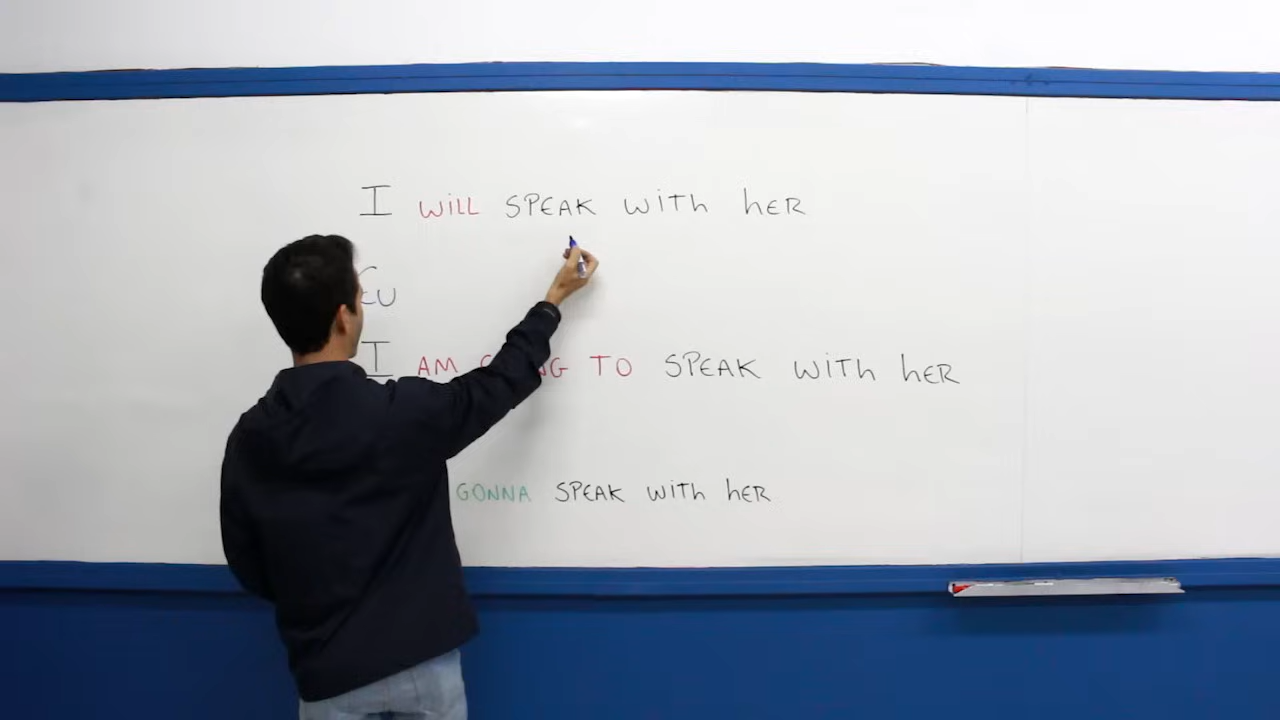 I WILL SPEAK WITH HER
EU
I AM TO SPEAK WITH HER
GONNA SPEAK WITH HER